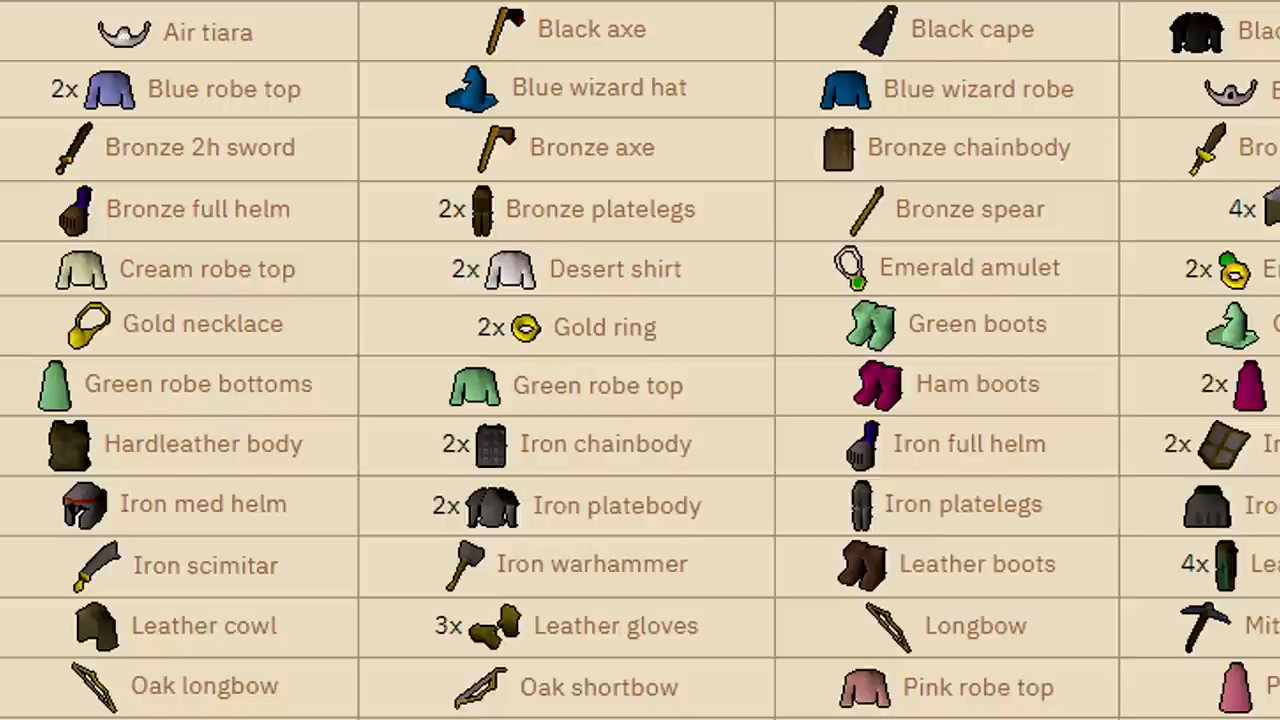 Air tiara Black axe Black cape
2x Blue robe top Blue wizard hat Blue wizard robe
Bronze 2h sword Bronze axe Bronze chainbody
Bronze full helm 2x Bronze platelegs Bronze spear 4x
Cream robe top 2x Desert shirt Emerald amulet 2x
Gold necklace 2x Gold ring Green boots
Green robe bottoms Green robe top Ham boots 2x
Hardleather body 2x Iron chainbody Iron full helm 2x
Iron med helm 2x Iron platebody Iron platelegs
Iron scimitar Iron warhammer Leather boots 4x
Leather cowl 3x Leather gloves Longbow
Oak longbow Oak shortbow Pink robe top